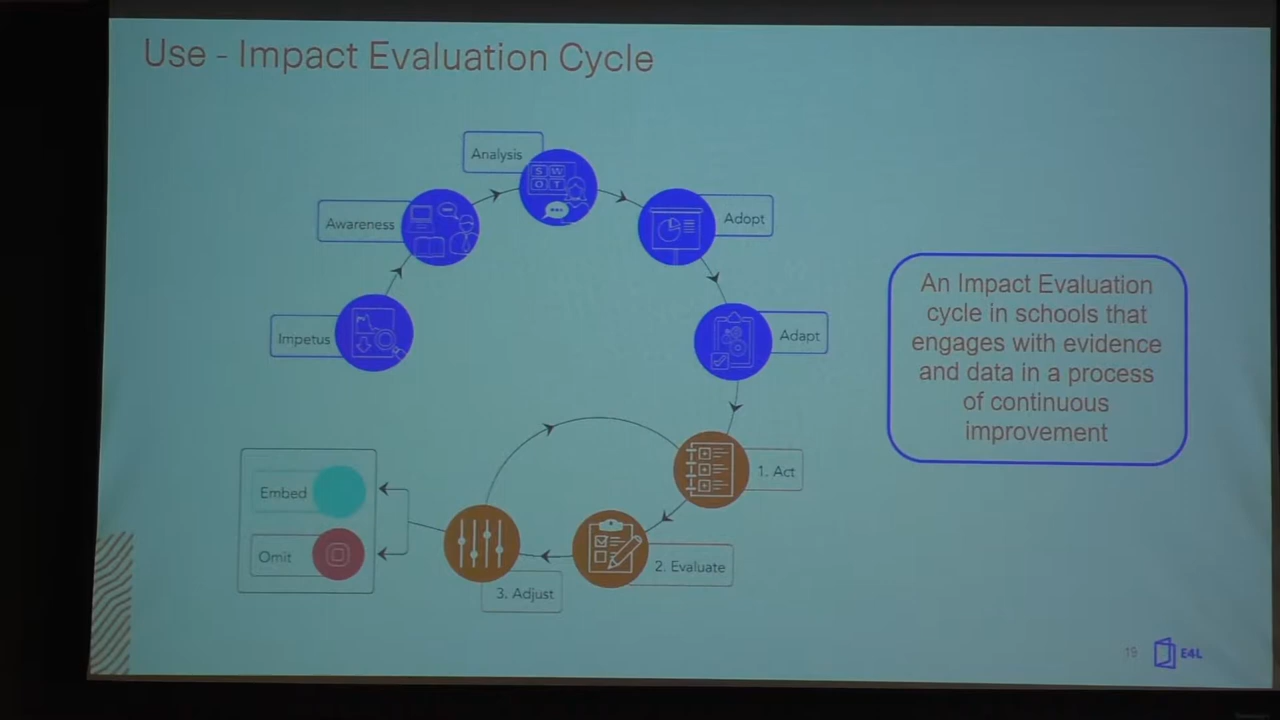 Use - Impact Evaluation Cycle
Analysis
S W
O T
Awareness
Adopt
Impetus
Adapt
An Impact Evaluation
cycle in schools that
engages with evidence
and data in a process
of continuous
improvement
1. Act
Embed
Omit
2. Evaluate
3. Adjust
19
E4L